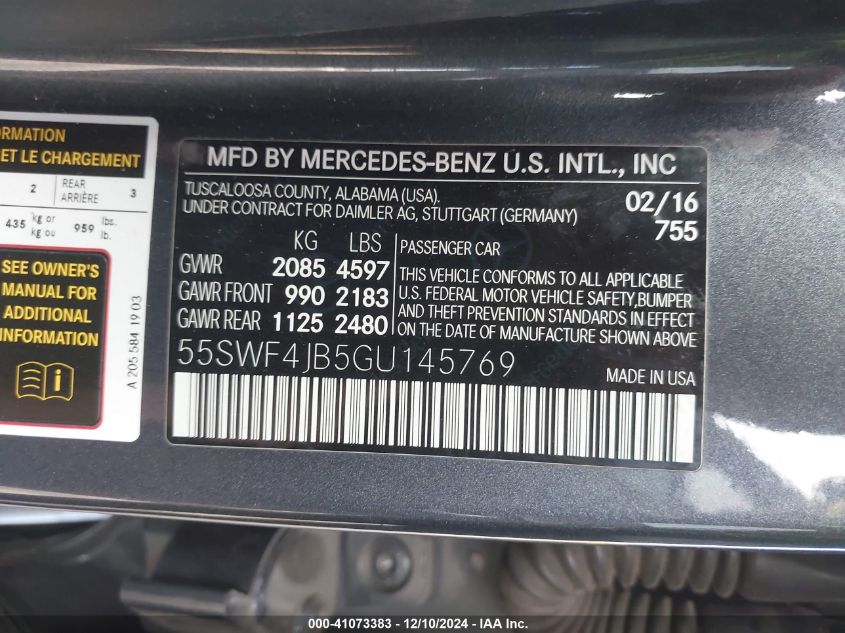 ORMATION
ET LE CHARGEMENT
2 REAR ARRIÈRE 3
435 kg or kg ou 959 lbs. lb.
SEE OWNER'S
MANUAL FOR
ADDITIONAL
INFORMATION
A 205 584 19 03
MFD BY MERCEDES-BENZ U.S. INTL., INC
TUSCALOOSA COUNTY, ALABAMA (USA).
UNDER CONTRACT FOR DAIMLER AG, STUTTGART (GERMANY)
02/16
755
KG LBS
GVWR 2085 4597
GAWR FRONT 990 2183
GAWR REAR 1125 2480
PASSENGER CAR
THIS VEHICLE CONFORMS TO ALL APPLICABLE
U.S. FEDERAL MOTOR VEHICLE SAFETY,BUMPER
AND THEFT PREVENTION STANDARDS IN EFFECT
ON THE DATE OF MANUFACTURE SHOWN ABOVE
55SWF4JB5GU145769
MADE IN USA
000-41073383 - 12/10/2024 - IAA Inc.